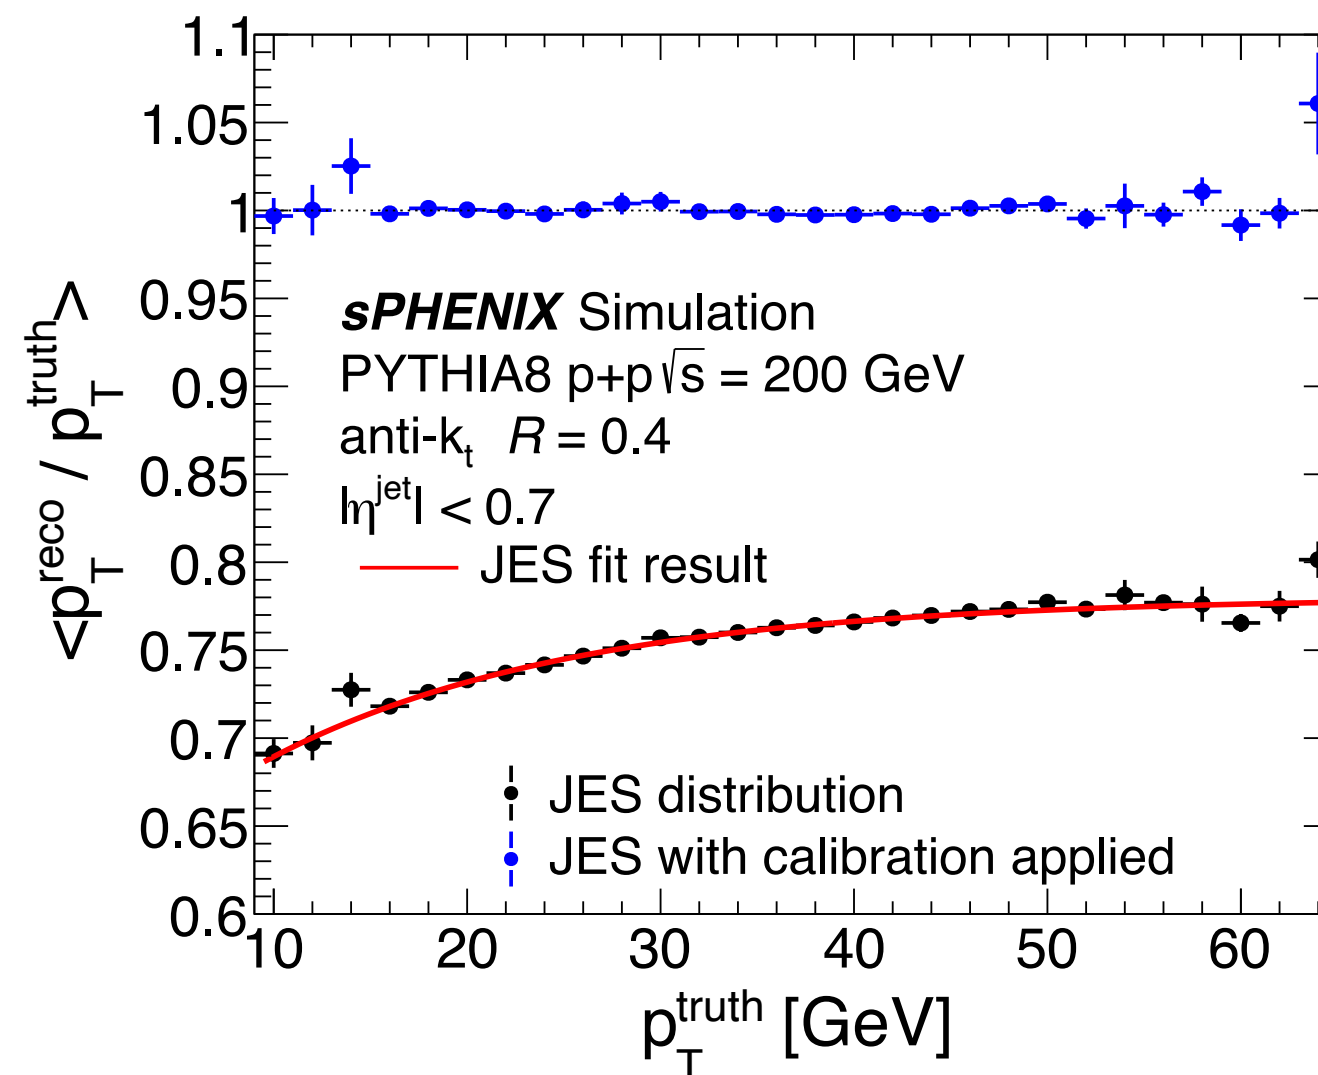 1.1
1.05
1
0.95
0.9
0.85
0.8
0.75
0.7
0.65
0.6
<p_T^reco / p_T^truth>
sPHENIX Simulation
PYTHIA8 p+p √s = 200 GeV
anti-k_t R = 0.4
|η^jet| < 0.7
JES fit result
JES distribution
JES with calibration applied
10 20 30 40 50 60
p_T^truth [GeV]